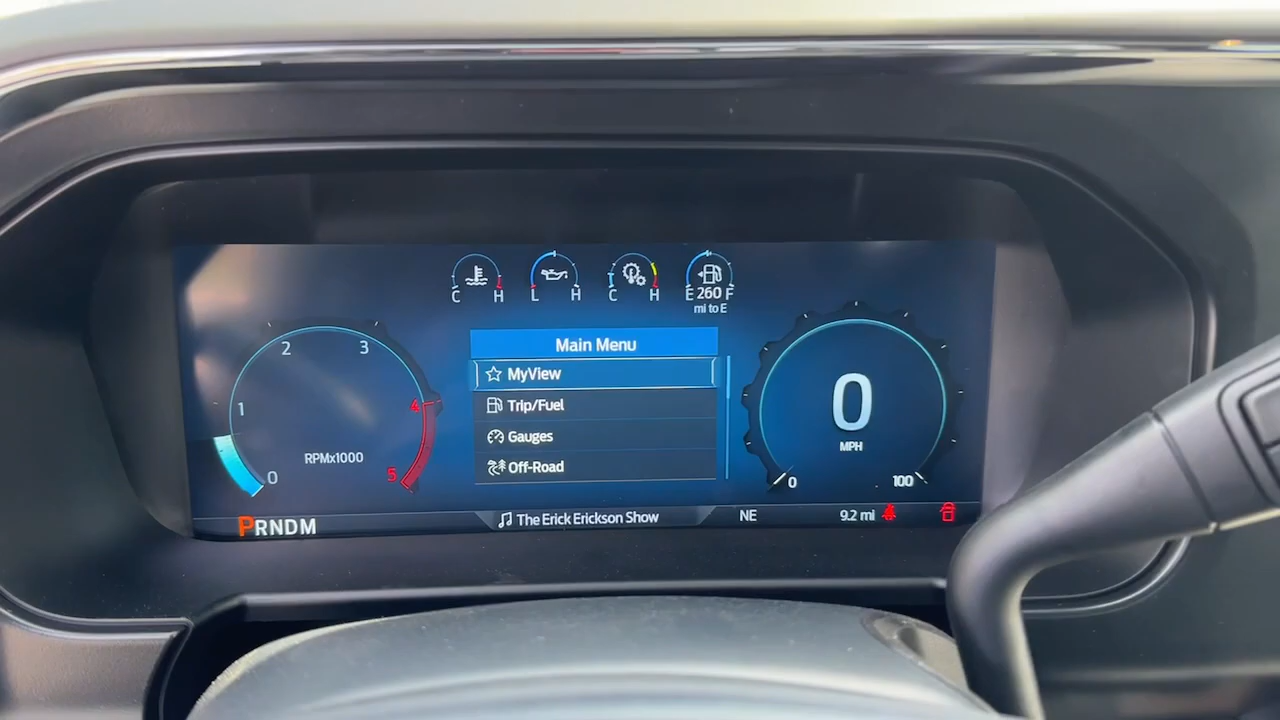 C H
L H
C H
E 260 F
mi to E
2 3
1 4
0 5
RPMx1000
Main Menu
MyView
Trip/Fuel
Gauges
Off-Road
0
MPH
0 100
PRNDM
The Erick Erickson Show
NE
9.2 mi